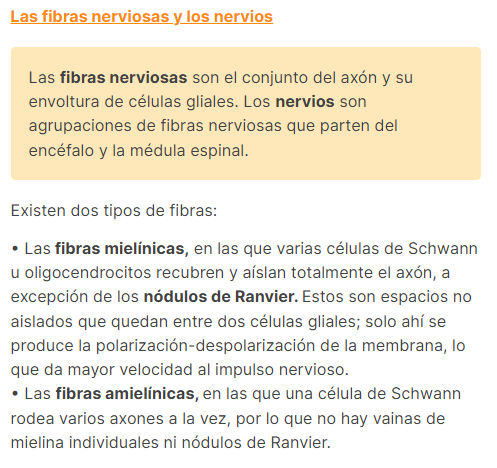 Las fibras nerviosas y los nervios
Las fibras nerviosas son el conjunto del axón y su
envoltura de células gliales. Los nervios son
agrupaciones de fibras nerviosas que parten del
encéfalo y la médula espinal.
Existen dos tipos de fibras:
• Las fibras mielínicas, en las que varias células de Schwann
u oligocendrocitos recubren y aíslan totalmente el axón, a
excepción de los nódulos de Ranvier. Estos son espacios no
aislados que quedan entre dos células gliales; solo ahí se
produce la polarización-despolarización de la membrana, lo
que da mayor velocidad al impulso nervioso.
• Las fibras amielínicas, en las que una célula de Schwann
rodea varios axones a la vez, por lo que no hay vainas de
mielina individuales ni nódulos de Ranvier.